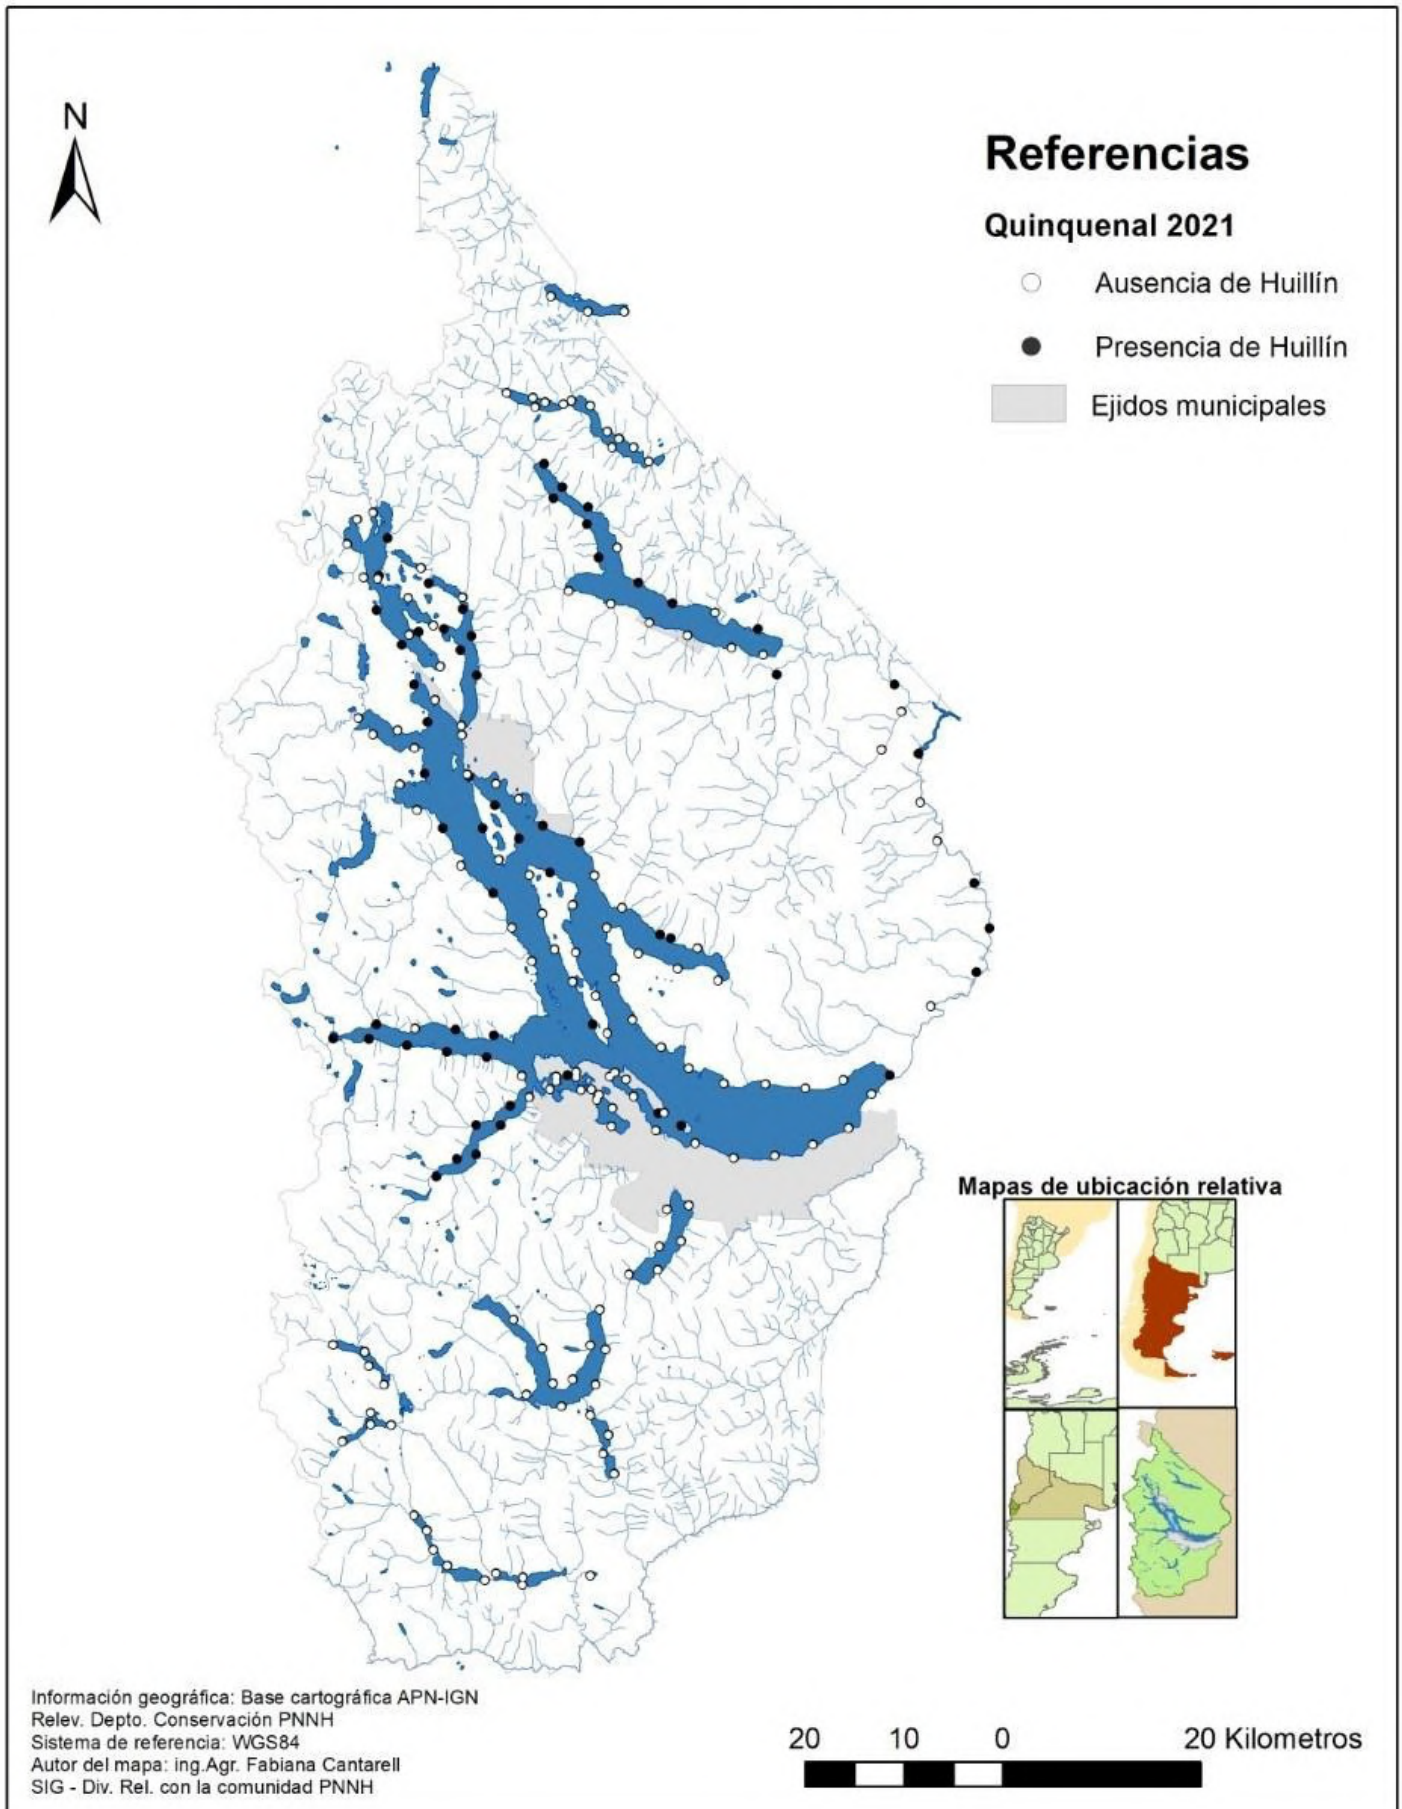 N
Referencias
Quinquenal 2021
Ausencia de Huillín
Presencia de Huillín
Ejidos municipales
Mapas de ubicación relativa
Información geográfica: Base cartográfica APN-IGN
Relev. Depto. Conservación PNNH
Sistema de referencia: WGS84
Autor del mapa: ing.Agr. Fabiana Cantarell
SIG - Div. Rel. con la comunidad PNNH
20 10 0 20 Kilometros